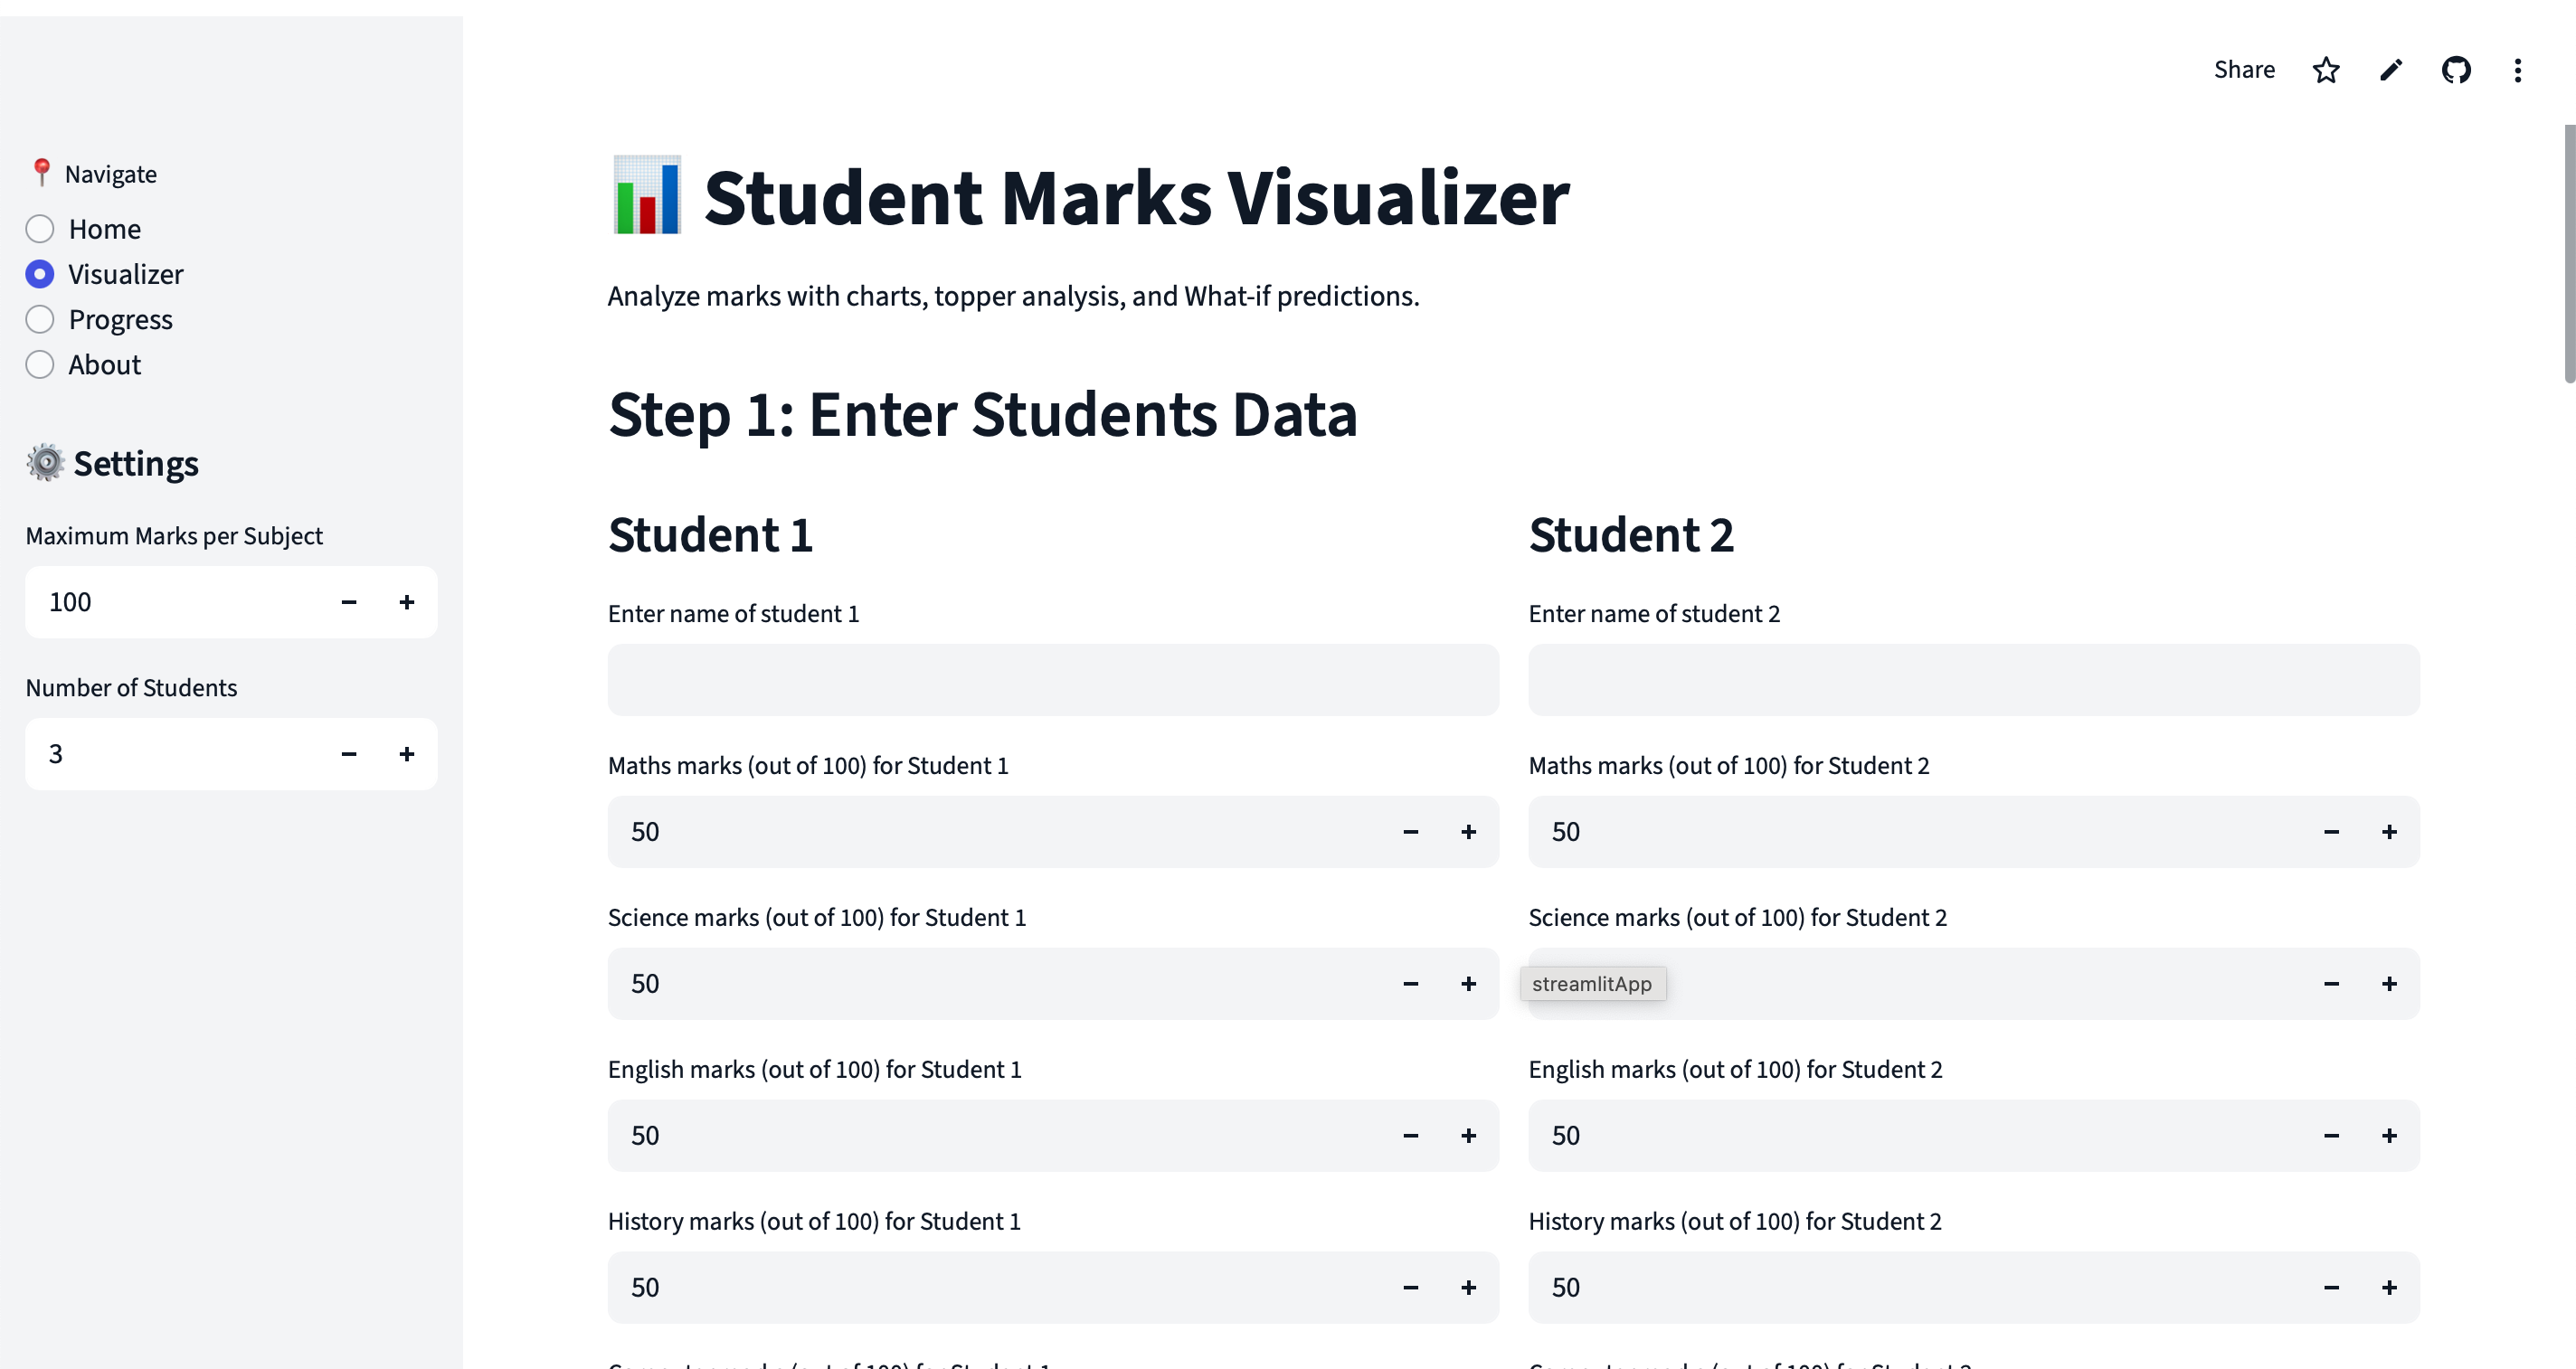 Share
📍 Navigate
Home
Visualizer
Progress
About
⚙️ Settings
Maximum Marks per Subject
100 − +
Number of Students
3 − +
📊 Student Marks Visualizer
Analyze marks with charts, topper analysis, and What-if predictions.
Step 1: Enter Students Data
Student 1
Enter name of student 1
Maths marks (out of 100) for Student 1
50 − +
Science marks (out of 100) for Student 1
50 − +
English marks (out of 100) for Student 1
50 − +
History marks (out of 100) for Student 1
50 − +
Student 2
Enter name of student 2
Maths marks (out of 100) for Student 2
50 − +
Science marks (out of 100) for Student 2
streamlitApp − +
English marks (out of 100) for Student 2
50 − +
History marks (out of 100) for Student 2
50 − +